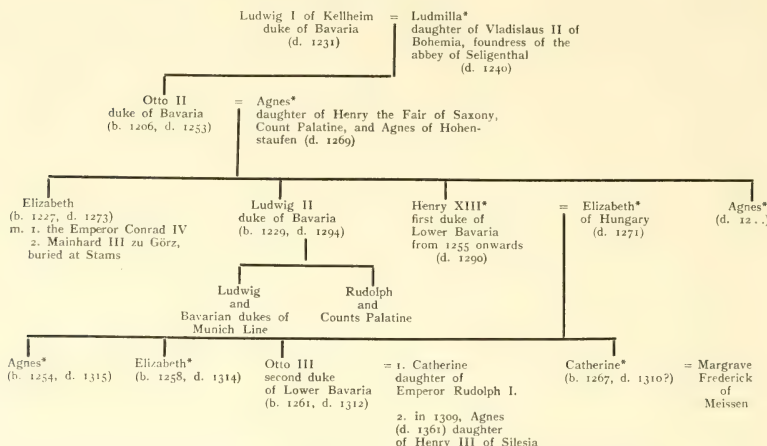 Ludwig I of Kellheim = Ludmilla*
duke of Bavaria daughter of Vladislaus II of
(d. 1231) Bohemia, foundress of the
abbey of Seligenthal
(d. 1240)
Otto II = Agnes*
duke of Bavaria daughter of Henry the Fair of Saxony,
(b. 1206, d. 1253) Count Palatine, and Agnes of Hohen-
staufen (d. 1269)
Elizabeth
(b. 1227, d. 1273)
m. 1. the Emperor Conrad IV
2. Mainhard III zu Görz,
buried at Stams
Ludwig II
duke of Bavaria
(b. 1229, d. 1294)
Henry XIII* = Elizabeth*
first duke of of Hungary
Lower Bavaria (d. 1271)
from 1255 onwards
(d. 1290)
Agnes*
(d. 12 . .)
Ludwig
and
Bavarian dukes of
Munich Line
Rudolph
and
Counts Palatine
Agnes*
(b. 1254, d. 1315)
Elizabeth*
(b. 1258, d. 1314)
Otto III
second duke
of Lower Bavaria
(b. 1261, d. 1312)
= 1. Catherine
daughter of
Emperor Rudolph I.
2. in 1309, Agnes
(d. 1361) daughter
of Henry III of Silesia
Catherine*
(b. 1267, d. 1310?)
= Margrave
Frederick
of
Meissen